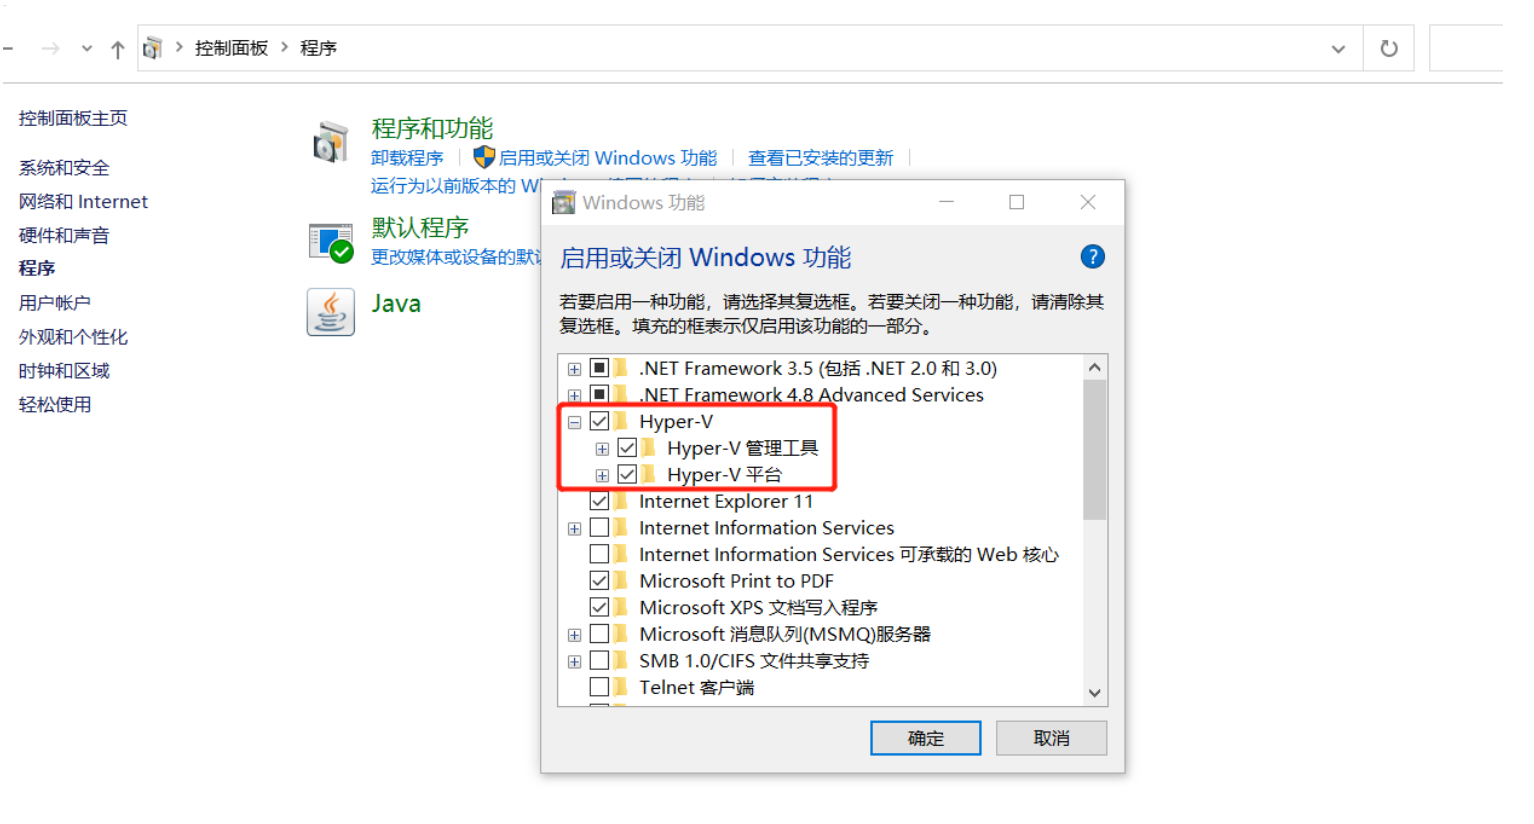 控制面板 > 程序
控制面板主页
系统和安全
网络和 Internet
硬件和声音
程序
用户帐户
外观和个性化
时钟和区域
轻松使用
程序和功能
卸载程序
启用或关闭 Windows 功能
查看已安装的更新
运行为以前版本的 W
默认程序
更改媒体或设备的默
Java
Windows 功能
启用或关闭 Windows 功能
若要启用一种功能，请选择其复选框。若要关闭一种功能，请清除其
复选框。填充的框表示仅启用该功能的一部分。
.NET Framework 3.5 (包括 .NET 2.0 和 3.0)
.NET Framework 4.8 Advanced Services
Hyper-V
Hyper-V 管理工具
Hyper-V 平台
Internet Explorer 11
Internet Information Services
Internet Information Services 可承载的 Web 核心
Microsoft Print to PDF
Microsoft XPS 文档写入程序
Microsoft 消息队列(MSMQ)服务器
SMB 1.0/CIFS 文件共享支持
Telnet 客户端
确定
取消